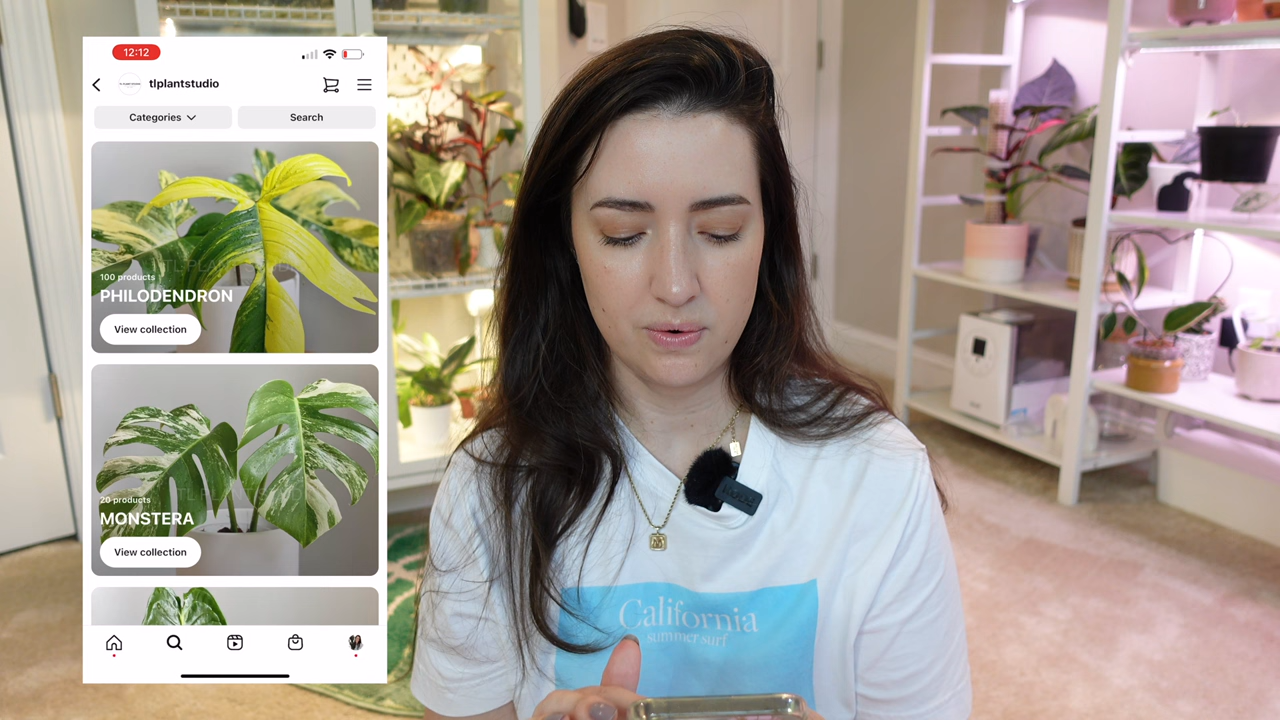 12:12
tlplantstudio
Categories
Search
100 products
PHILODENDRON
View collection
20 products
MONSTERA
View collection
California
summer surf